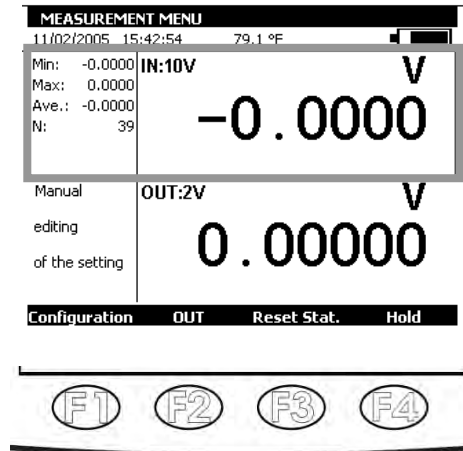 MEASUREMENT MENU
11/02/2005 15:42:54 79.1 °F
Min: -0.0000 IN:10V V
Max: 0.0000
Ave.: -0.0000
N: 39
-0.0000
Manual OUT:2V V
editing
of the setting
0.00000
Configuration OUT Reset Stat. Hold
F1 F2 F3 F4